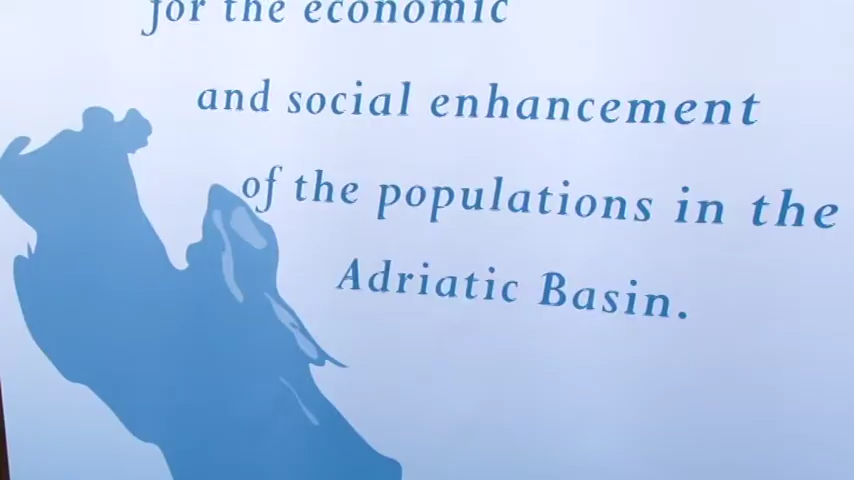 for the economic
and social enhancement
of the populations in the
Adriatic Basin.